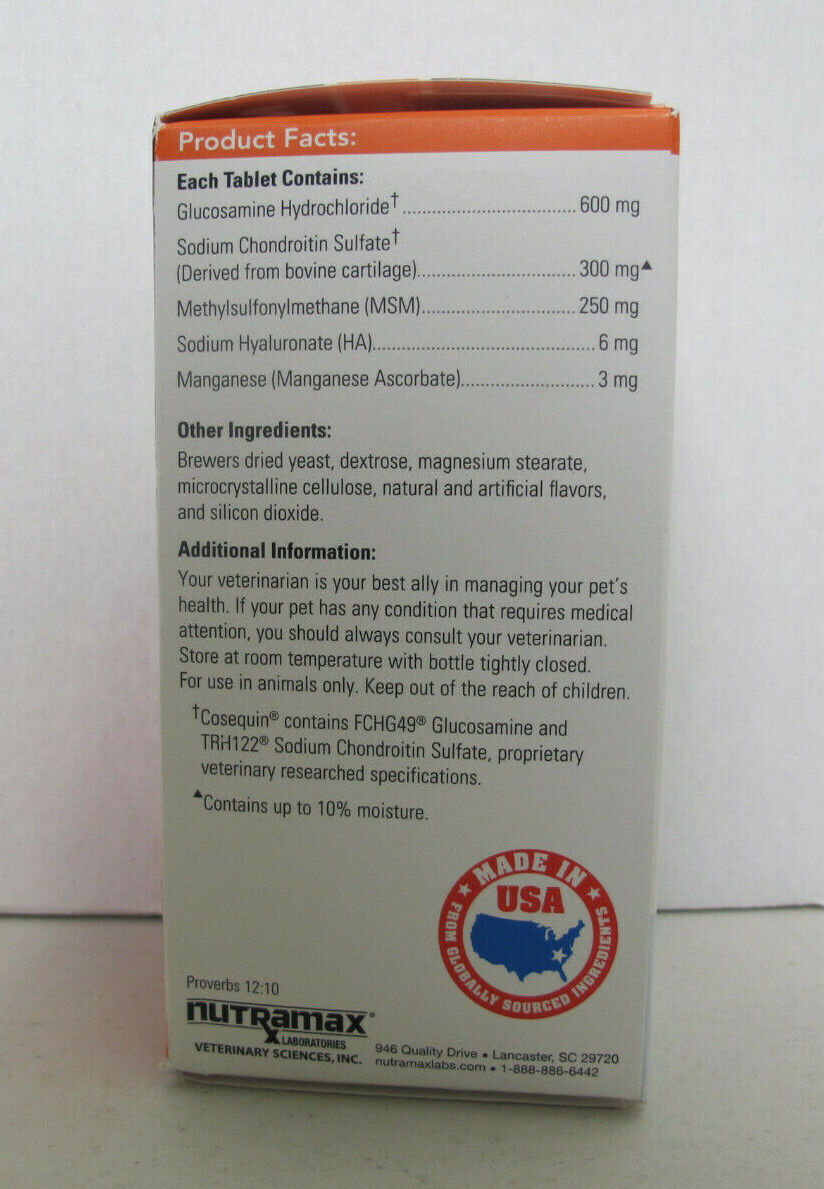 Product Facts:
Each Tablet Contains:
Glucosamine Hydrochloride† ................................. 600 mg
Sodium Chondroitin Sulfate†
(Derived from bovine cartilage).............................. 300 mg▲
Methylsulfonylmethane (MSM)............................. 250 mg
Sodium Hyaluronate (HA).......................................... 6 mg
Manganese (Manganese Ascorbate)......................... 3 mg
Other Ingredients:
Brewers dried yeast, dextrose, magnesium stearate,
microcrystalline cellulose, natural and artificial flavors,
and silicon dioxide.
Additional Information:
Your veterinarian is your best ally in managing your pet's
health. If your pet has any condition that requires medical
attention, you should always consult your veterinarian.
Store at room temperature with bottle tightly closed.
For use in animals only. Keep out of the reach of children.
†Cosequin® contains FCHG49® Glucosamine and
TRH122® Sodium Chondroitin Sulfate, proprietary
veterinary researched specifications.
▲Contains up to 10% moisture.
MADE IN
USA
FROM GLOBALLY SOURCED INGREDIENTS
Proverbs 12:10
nutramax®
LABORATORIES
VETERINARY SCIENCES, INC.
946 Quality Drive • Lancaster, SC 29720
nutramaxlabs.com • 1-888-886-6442